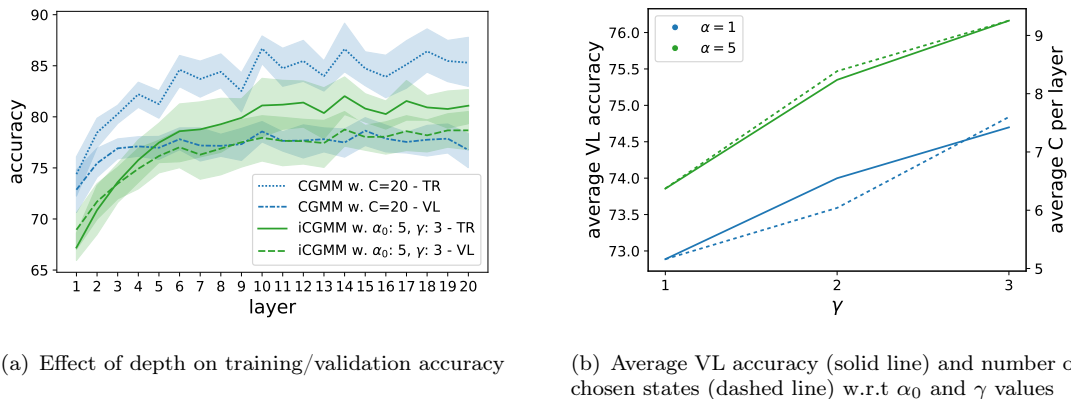 90
85
80
75
70
65
accuracy
CGMM w. C=20 - TR
CGMM w. C=20 - VL
iCGMM w. α₀: 5, γ: 3 - TR
iCGMM w. α₀: 5, γ: 3 - VL
1 2 3 4 5 6 7 8 9 10 11 12 13 14 15 16 17 18 19 20
layer
(a) Effect of depth on training/validation accuracy
76.0
75.5
75.0
74.5
74.0
73.5
73.0
average VL accuracy
α = 1
α = 5
9
8
7
6
5
average C per layer
1 2 3
γ
(b) Average VL accuracy (solid line) and number o
chosen states (dashed line) w.r.t α₀ and γ values